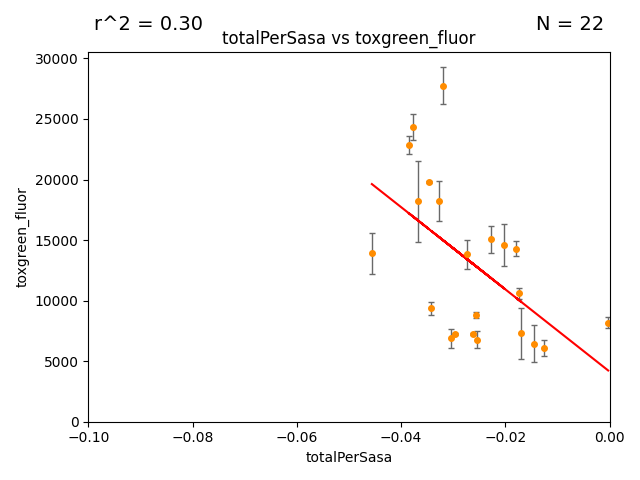 r^2 = 0.30
N = 22
totalPerSasa vs toxgreen_fluor
30000
25000
20000
15000
10000
5000
0
toxgreen_fluor
−0.10
−0.08
−0.06
−0.04
−0.02
0.00
totalPerSasa